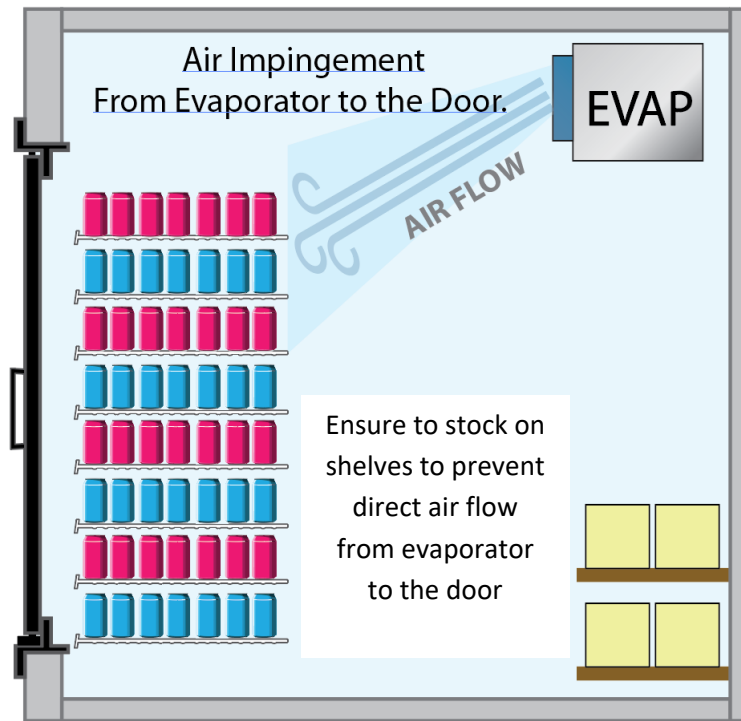 Air Impingement
From Evaporator to the Door.
EVAP
AIR FLOW
Ensure to stock on
shelves to prevent
direct air flow
from evaporator
to the door